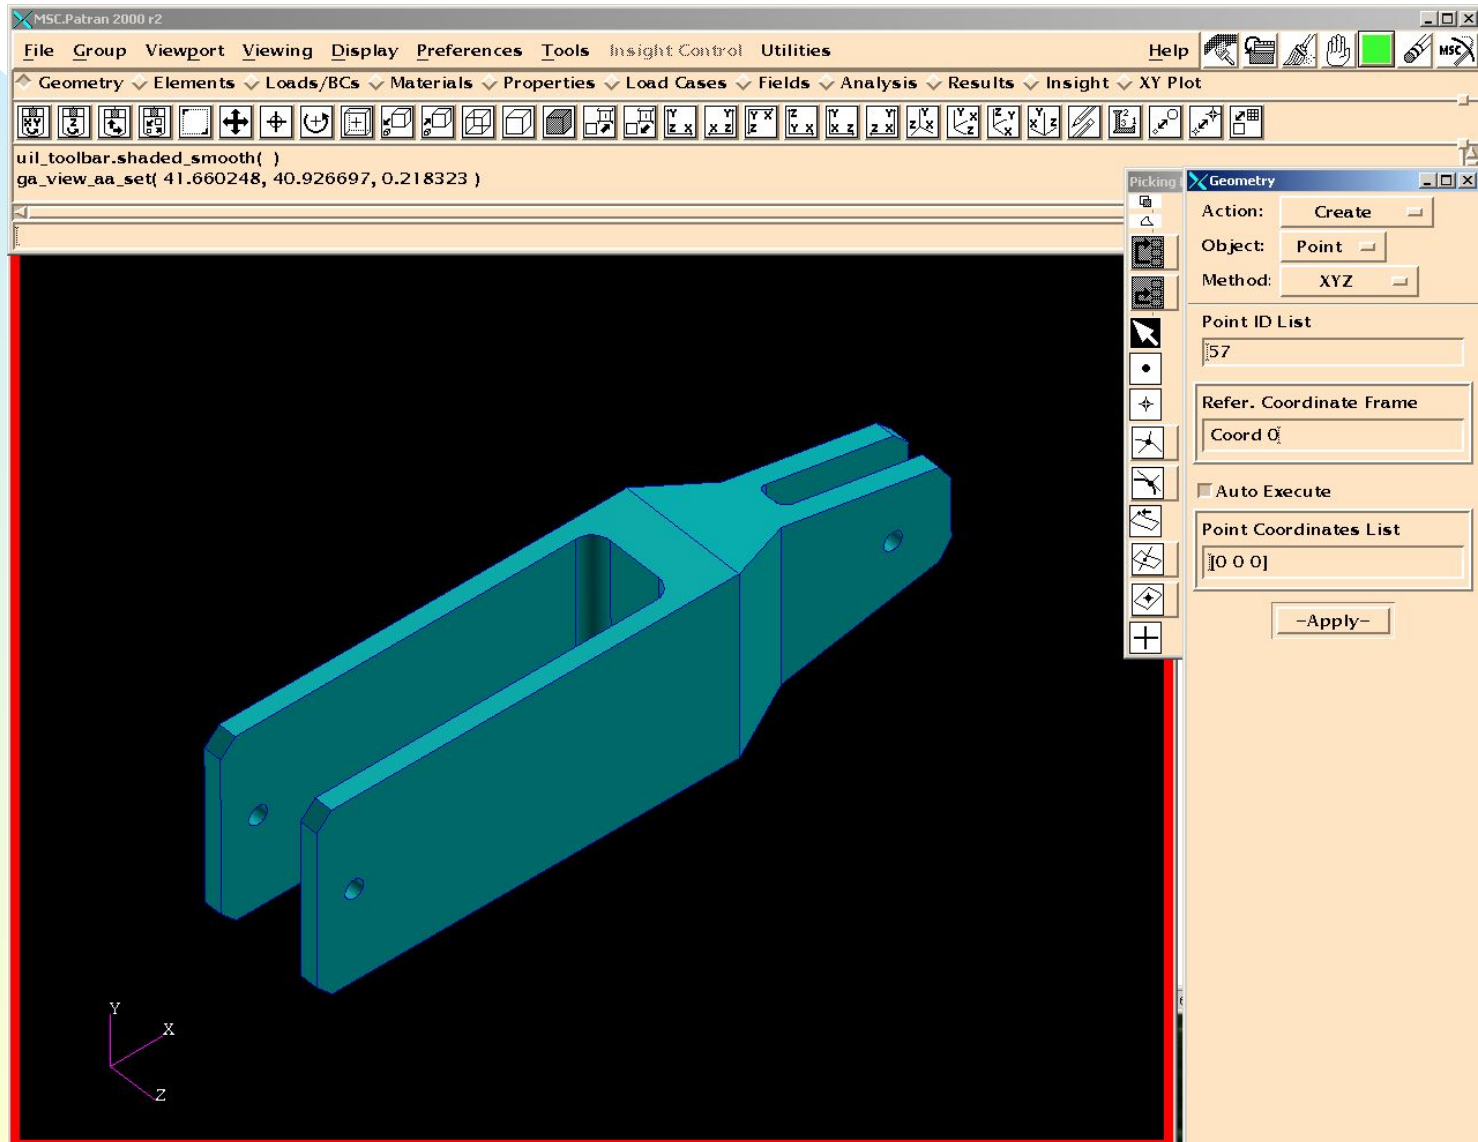 MSC.Patran 2000 r2
File Group Viewport Viewing Display Preferences Tools Insight Control Utilities Help
MSC
Geometry Elements Loads/BCs Materials Properties Load Cases Fields Analysis Results Insight XY Plot
uil_toolbar.shaded_smooth( )
ga_view_aa_set( 41.660248, 40.926697, 0.218323 )
Picking
Geometry
Action: Create
Object: Point
Method: XYZ
Point ID List
57
Refer. Coordinate Frame
Coord 0
Auto Execute
Point Coordinates List
[0 0 0]
-Apply-
Y
X
Z